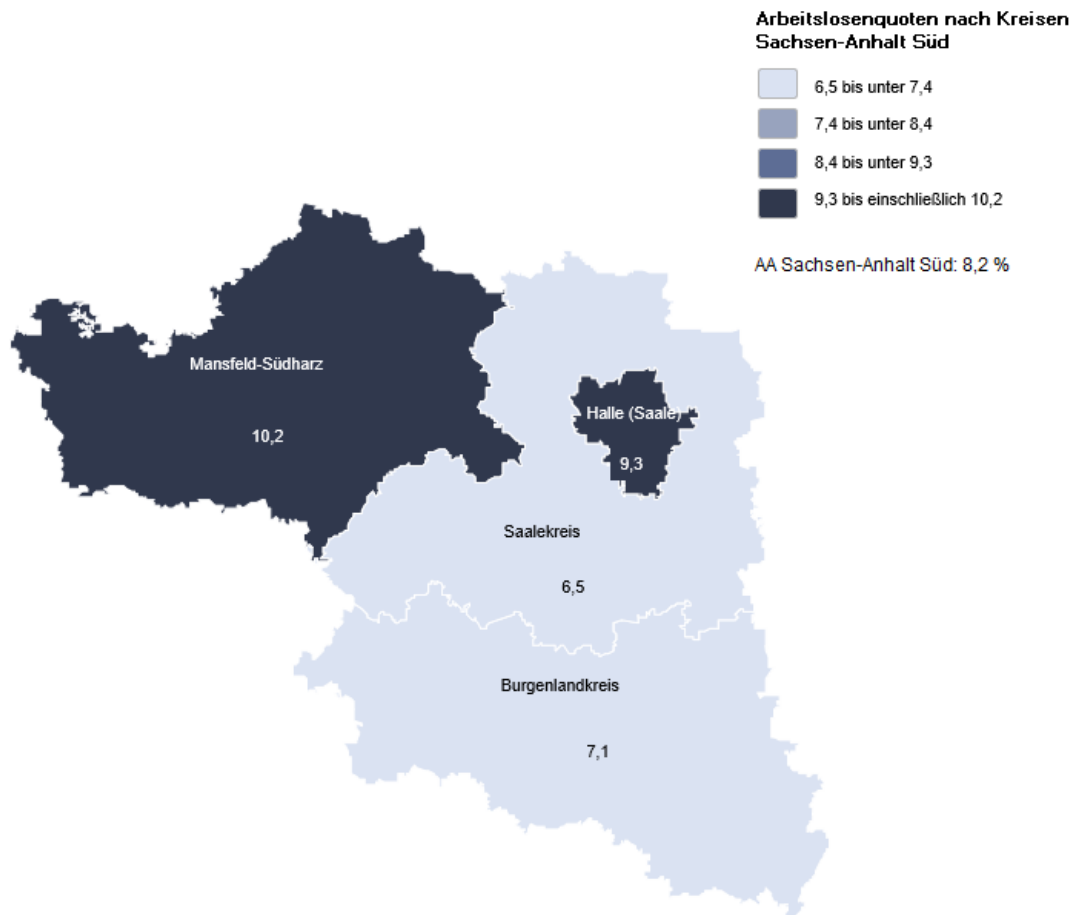 Arbeitslosenquoten nach Kreisen
Sachsen-Anhalt Süd
6,5 bis unter 7,4
7,4 bis unter 8,4
8,4 bis unter 9,3
9,3 bis einschließlich 10,2
AA Sachsen-Anhalt Süd: 8,2 %
Mansfeld-Südharz
10,2
Halle (Saale)
9,3
Saalekreis
6,5
Burgenlandkreis
7,1